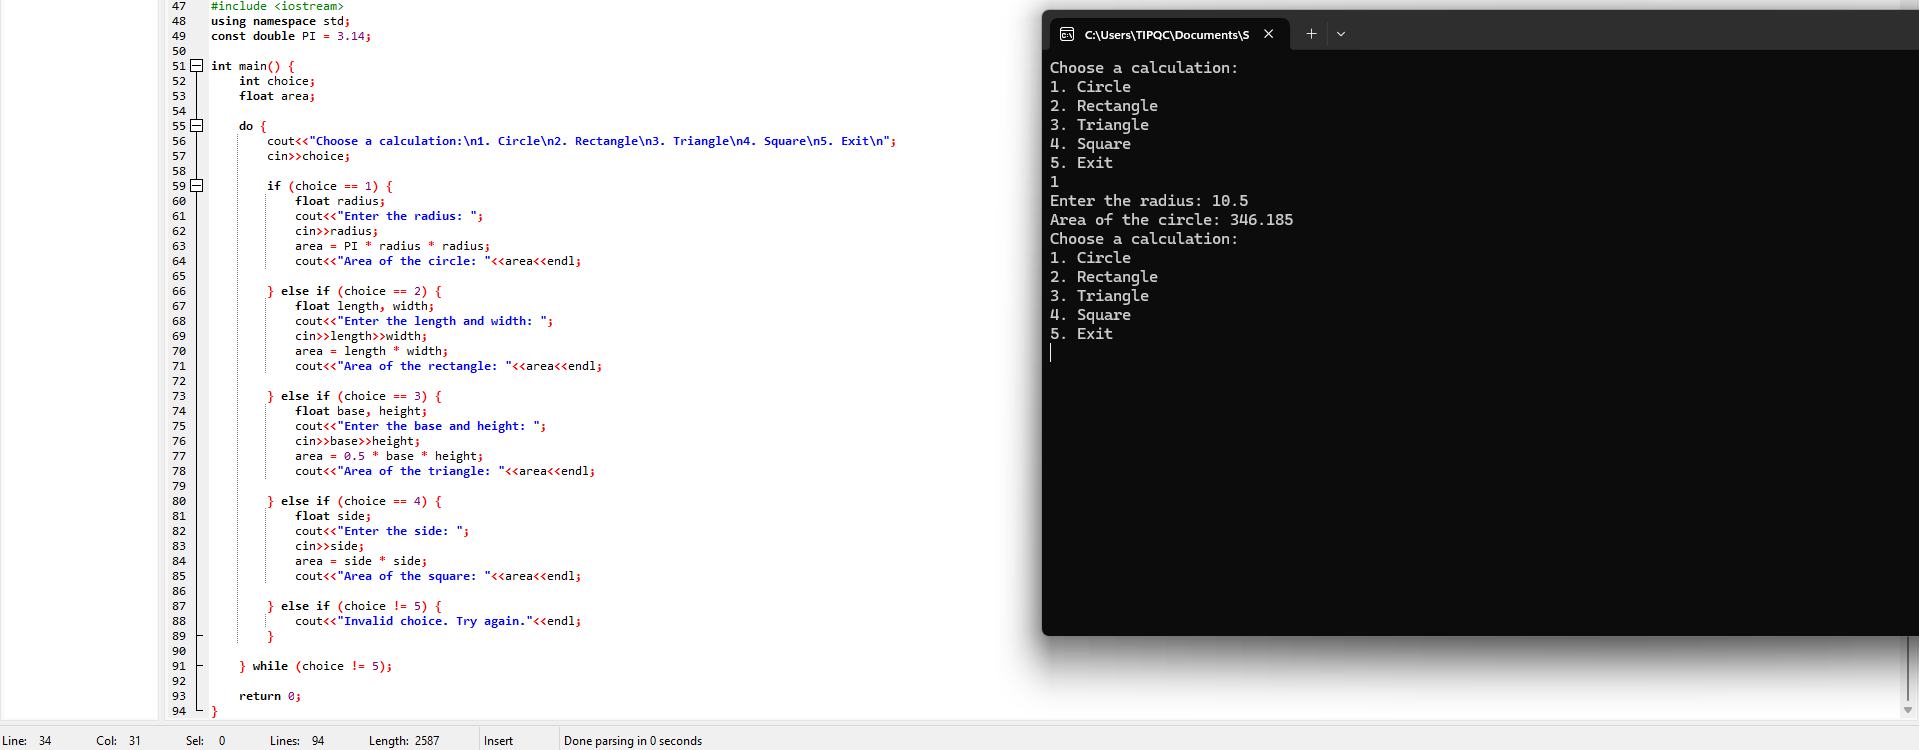 47 #include <iostream>
48 using namespace std;
49 const double PI = 3.14;
50
51 int main() {
52 int choice;
53 float area;
54
55 do {
56 cout<<"Choose a calculation:\n1. Circle\n2. Rectangle\n3. Triangle\n4. Square\n5. Exit\n";
57 cin>>choice;
58
59 if (choice == 1) {
60 float radius;
61 cout<<"Enter the radius: ";
62 cin>>radius;
63 area = PI * radius * radius;
64 cout<<"Area of the circle: "<<area<<endl;
65
66 } else if (choice == 2) {
67 float length, width;
68 cout<<"Enter the length and width: ";
69 cin>>length>>width;
70 area = length * width;
71 cout<<"Area of the rectangle: "<<area<<endl;
72
73 } else if (choice == 3) {
74 float base, height;
75 cout<<"Enter the base and height: ";
76 cin>>base>>height;
77 area = 0.5 * base * height;
78 cout<<"Area of the triangle: "<<area<<endl;
79
80 } else if (choice == 4) {
81 float side;
82 cout<<"Enter the side: ";
83 cin>>side;
84 area = side * side;
85 cout<<"Area of the square: "<<area<<endl;
86
87 } else if (choice != 5) {
88 cout<<"Invalid choice. Try again."<<endl;
89 }
90
91 } while (choice != 5);
92
93 return 0;
94 }
C:\Users\TIPQC\Documents\S
Choose a calculation:
1. Circle
2. Rectangle
3. Triangle
4. Square
5. Exit
1
Enter the radius: 10.5
Area of the circle: 346.185
Choose a calculation:
1. Circle
2. Rectangle
3. Triangle
4. Square
5. Exit
Line: 34 Col: 31 Sel: 0 Lines: 94 Length: 2587 Insert Done parsing in 0 seconds